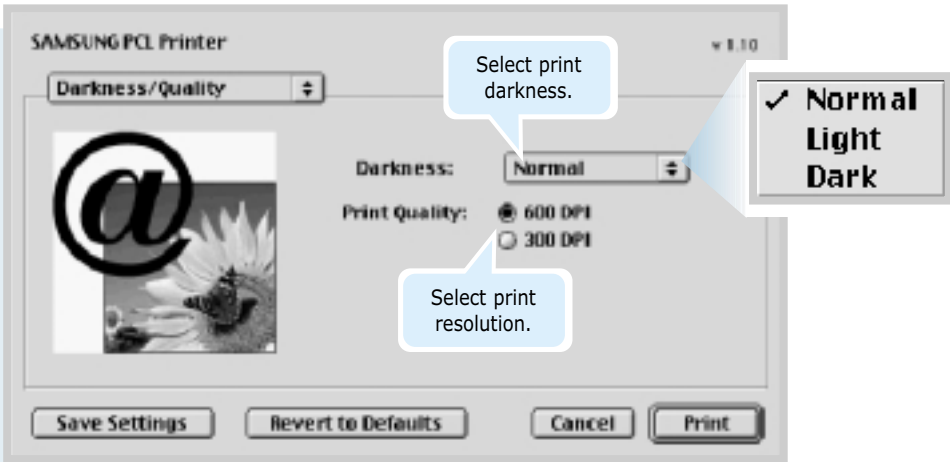 SAMSUNG PCL Printer
v 1.10
Darkness/Quality
Select print
darkness.
Darkness:
Normal
✓ Normal
Light
Dark
Print Quality:
600 DPI
300 DPI
Select print
resolution.
@
Save Settings
Revert to Defaults
Cancel
Print